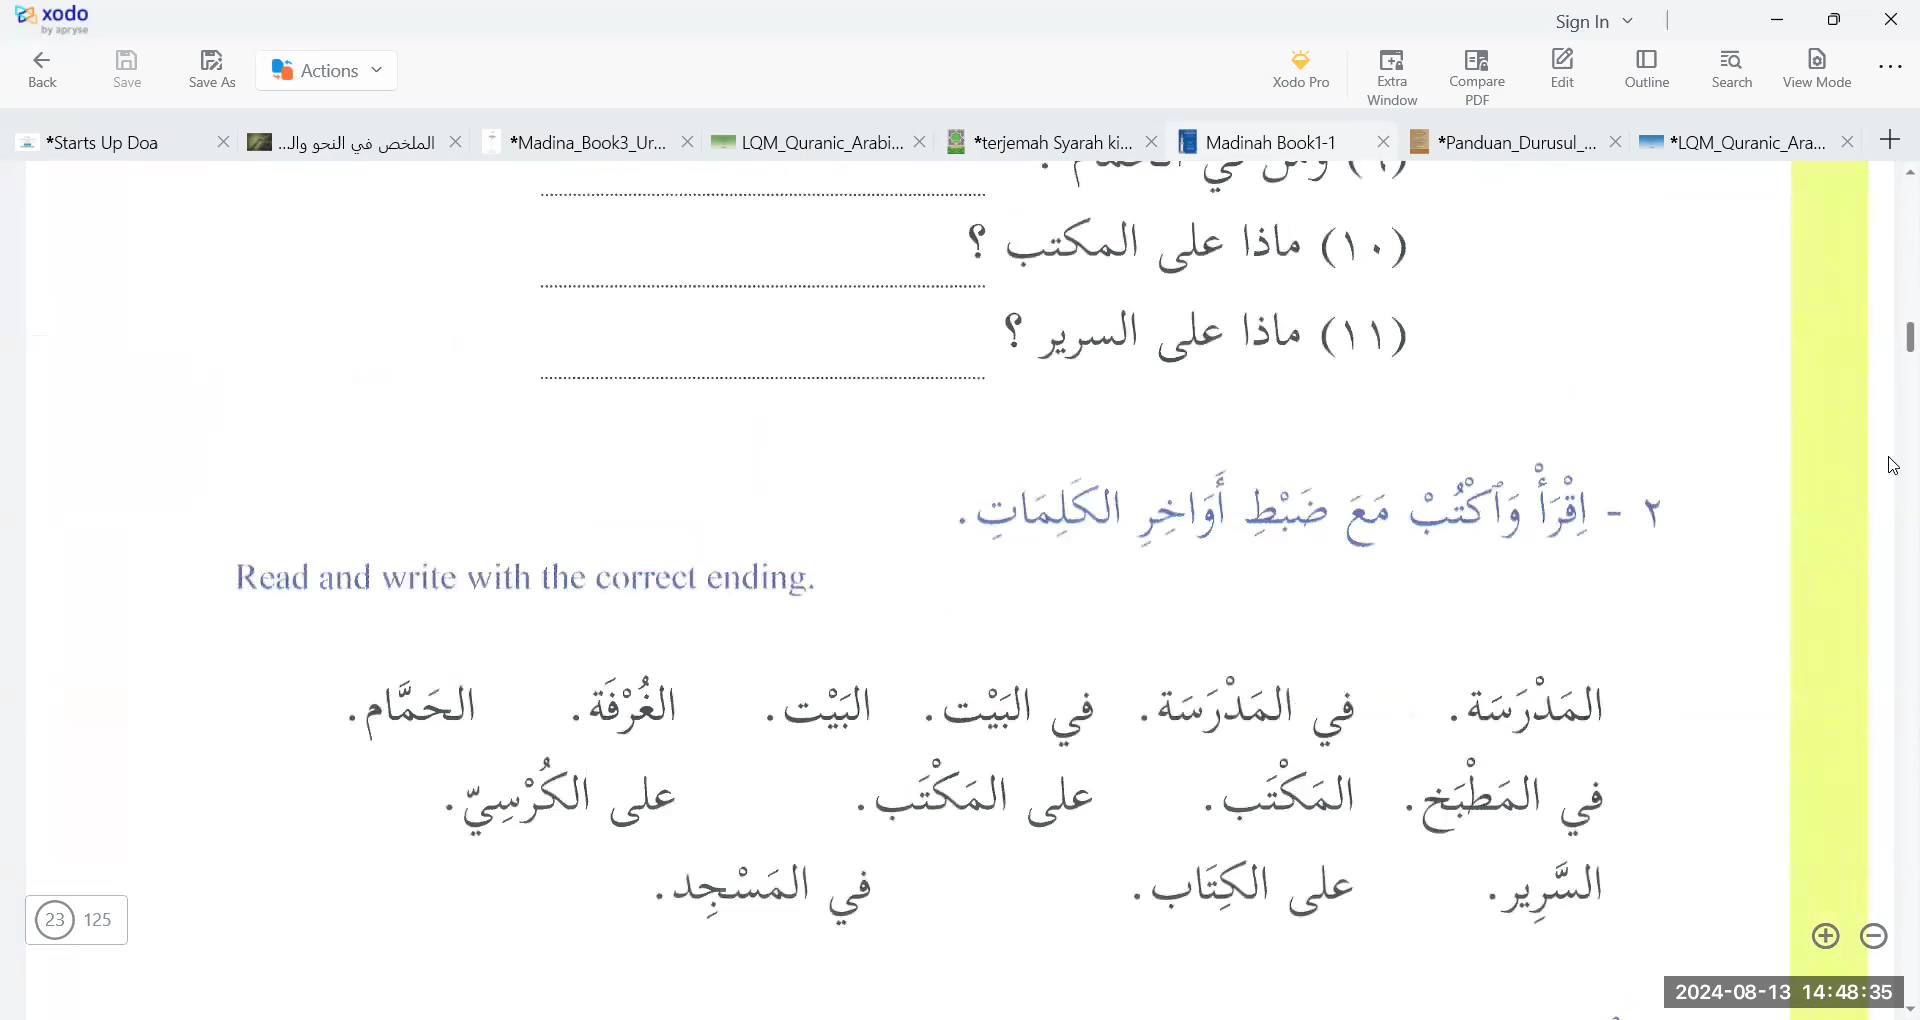 xodo
by apryse
Sign In
Back
Save
Save As
Actions
Xodo Pro
Extra Window
Compare PDF
Edit
Outline
Search
View Mode
*Starts Up Doa
الملخص في النحو والـ...
*Madina_Book3_Ur...
LQM_Quranic_Arabi...
*terjemah Syarah ki...
Madinah Book1-1
*Panduan_Durusul_...
*LQM_Quranic_Ara...
(١٠) ماذا على المكتب ؟
(١١) ماذا على السرير ؟
٢ - اِقْرَأْ وَٱكْتُبْ مَعَ ضَبْطِ أَوَاخِرِ الكَلِمَاتِ .
Read and write with the correct ending.
المَدْرَسَة. في المَدْرَسَة. في البَيْت. البَيْت. الغُرْفَة. الحَمَّام.
في المَطْبَخ. المَكْتَب. على المَكْتَب. على الكُرْسِيّ.
السَّرِير. على الكِتَاب. في المَسْجِد.
23 125
2024-08-13 14:48:35